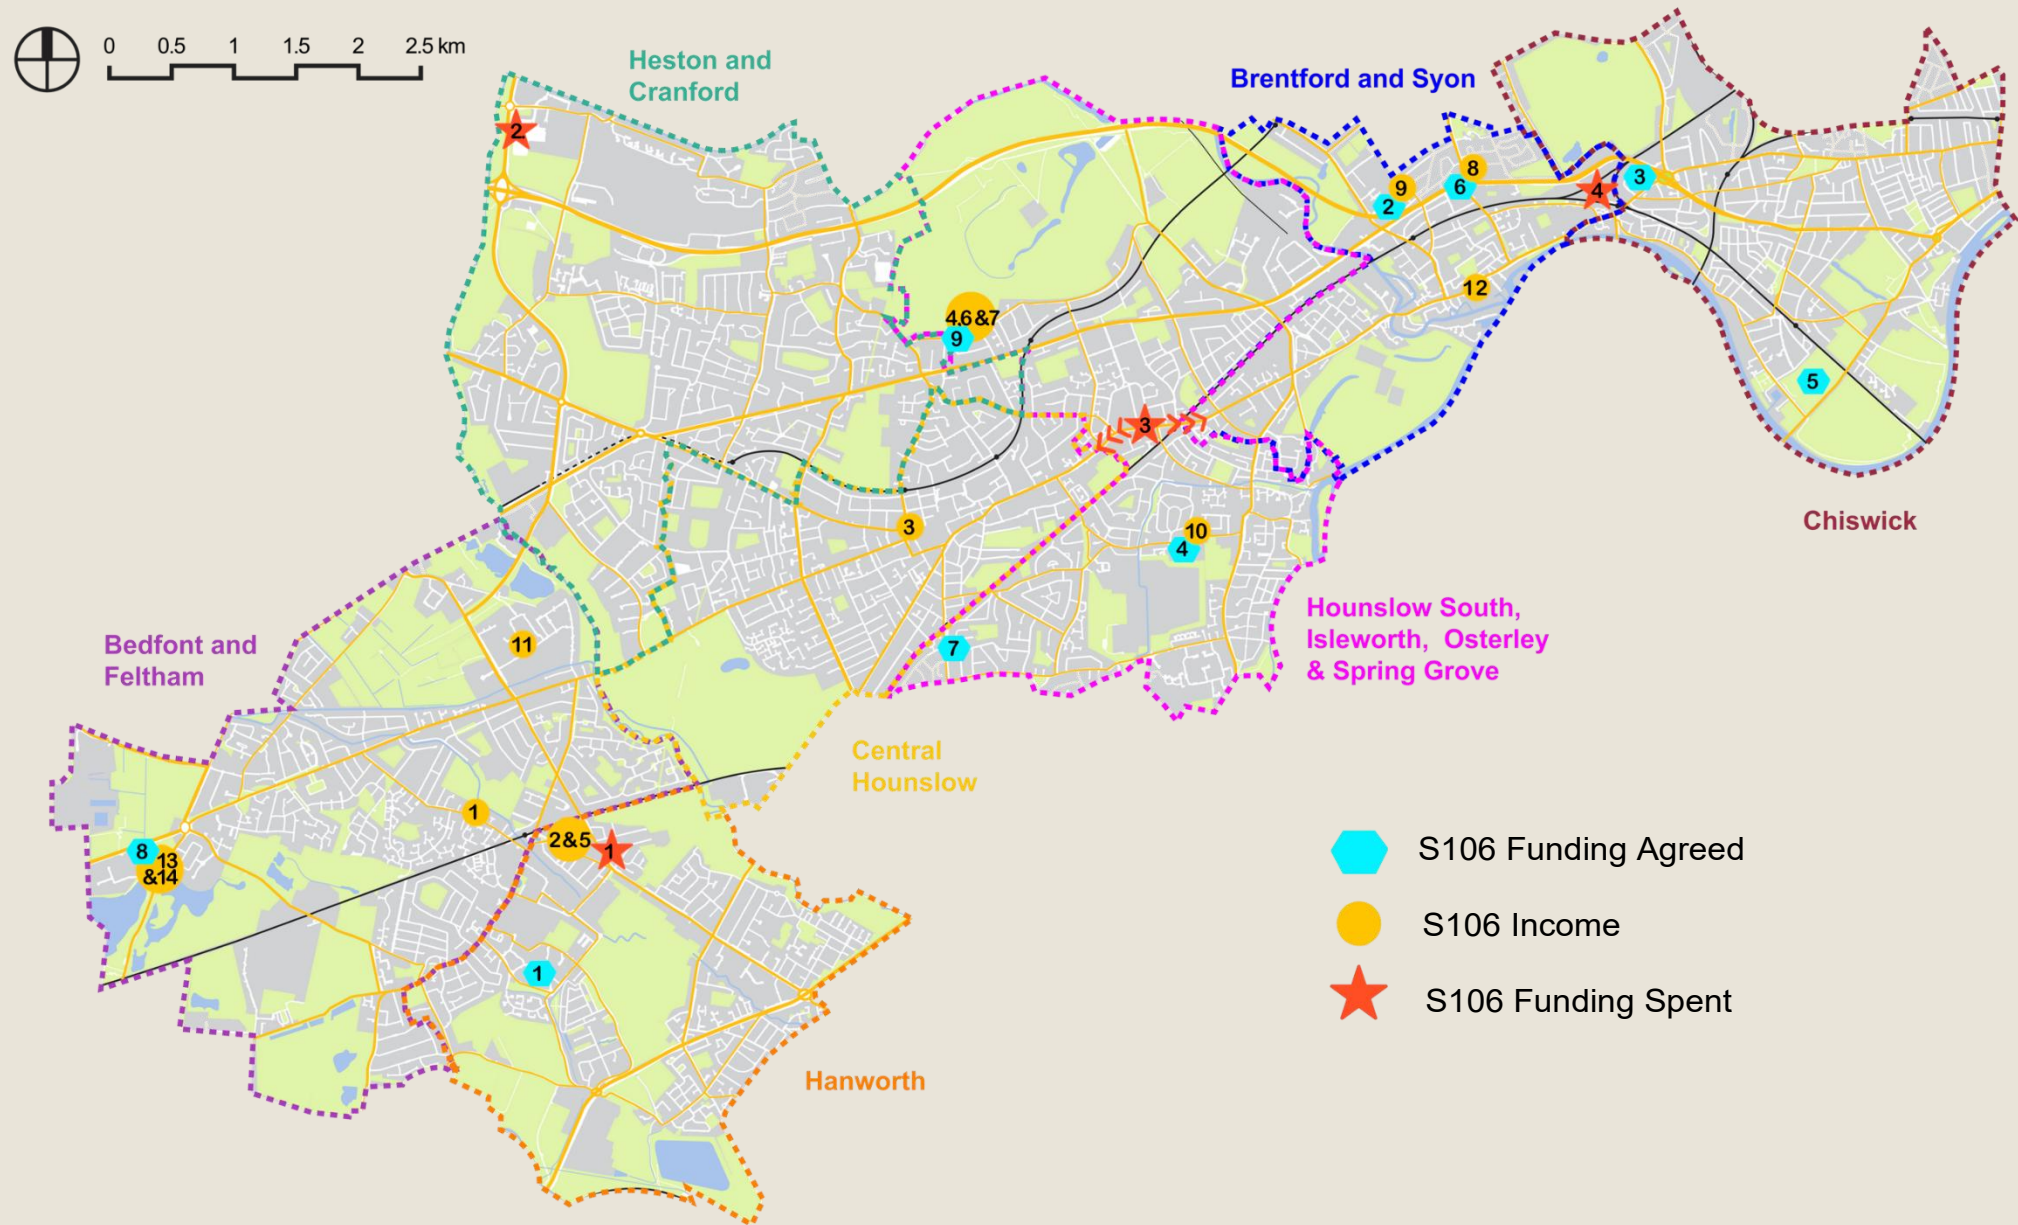 0 0.5 1 1.5 2 2.5 km
Heston and
Cranford
Brentford and Syon
2
8
9
6
2
4
3
12
4,6&7
9
5
3
3
10
4
Chiswick
Hounslow South,
Isleworth, Osterley
& Spring Grove
7
11
Bedfont and
Feltham
Central
Hounslow
1
2&5
1
8
13
&14
1
Hanworth
S106 Funding Agreed
S106 Income
S106 Funding Spent